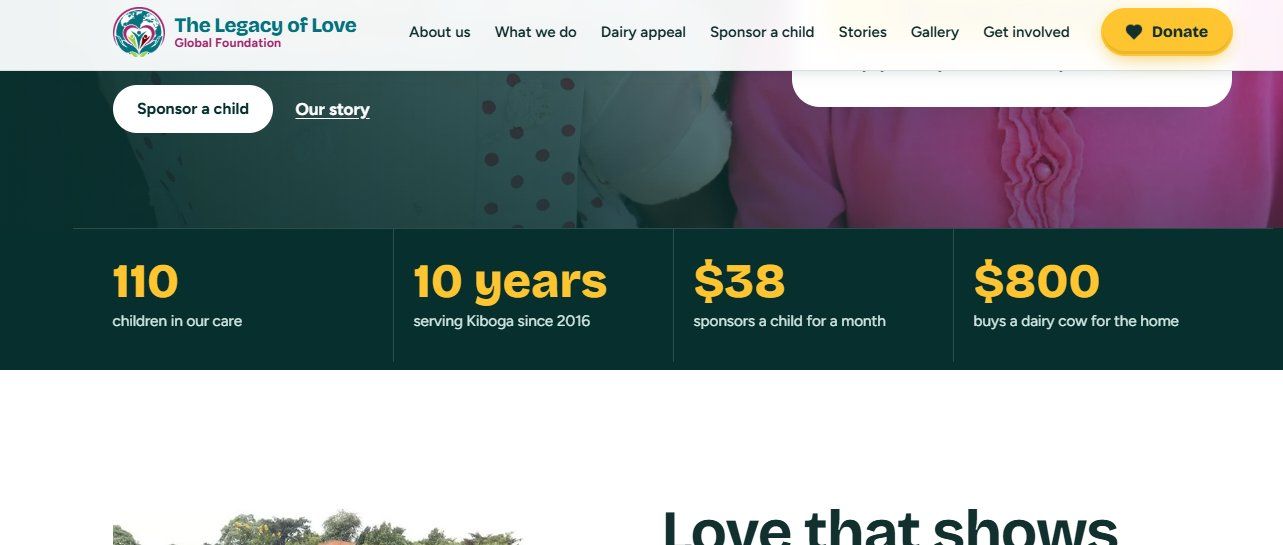 The Legacy of Love
Global Foundation
About us What we do Dairy appeal Sponsor a child Stories Gallery Get involved Donate
Sponsor a child Our story
110
children in our care
10 years
serving Kiboga since 2016
$38
sponsors a child for a month
$800
buys a dairy cow for the home
Love that shows